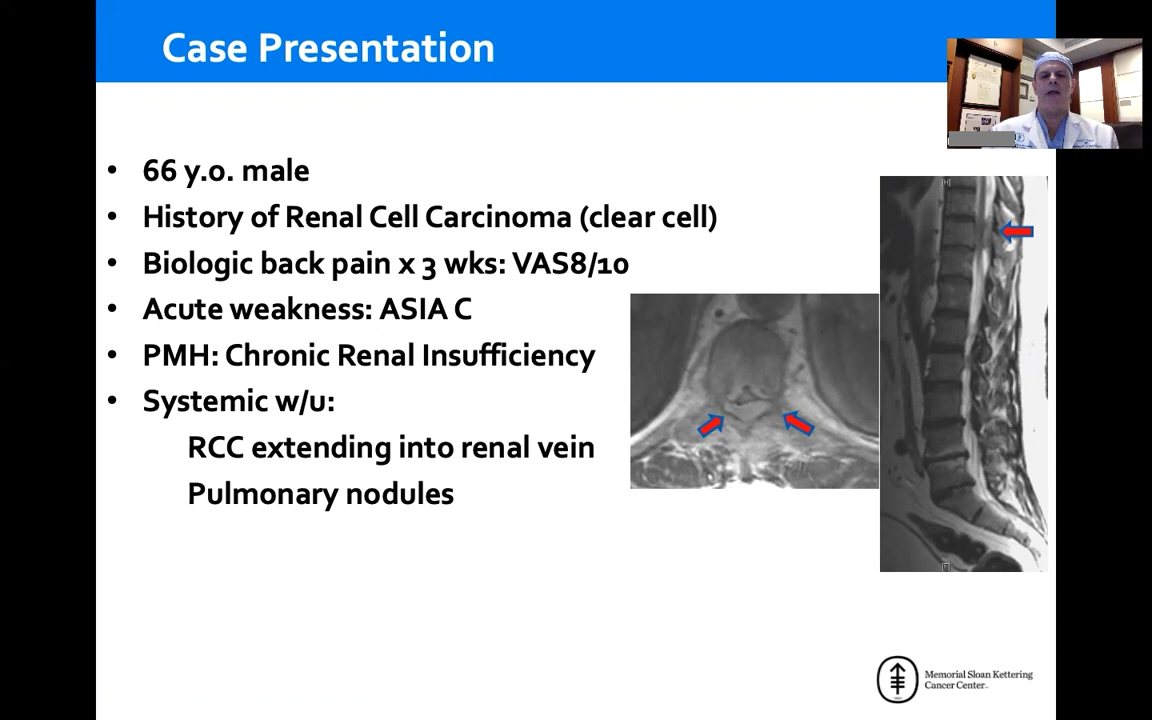 Case Presentation
• 66 y.o. male
• History of Renal Cell Carcinoma (clear cell)
• Biologic back pain x 3 wks: VAS8/10
• Acute weakness: ASIA C
• PMH: Chronic Renal Insufficiency
• Systemic w/u:
RCC extending into renal vein
Pulmonary nodules
[H]
[F]
Memorial Sloan Kettering
Cancer Center